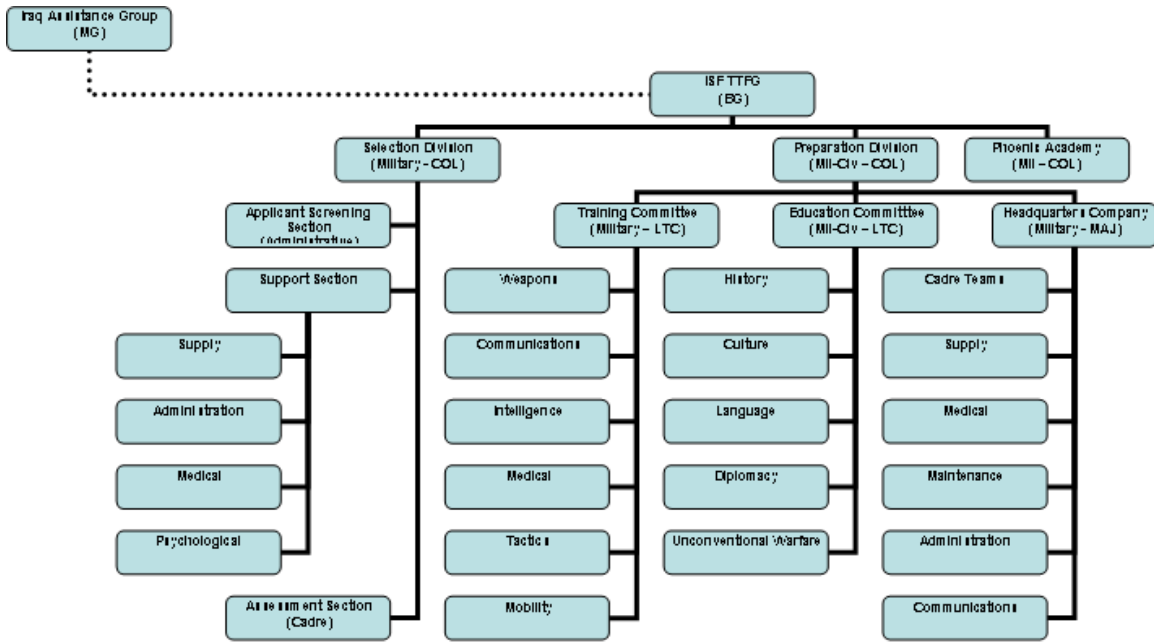 Iraq Assistance Group
(MG)
ISF TTFG
(BG)
Selection Division
(Military - COL)
Preparation Division
(Mil-Civ - COL)
Phoenix Academy
(Mil - COL)
Applicant Screening
Section
(Administrative)
Training Committee
(Military - LTC)
Education Committtee
(Mil-Civ - LTC)
Headquarters Company
(Military - MAJ)
Support Section
Weapons
History
Cadre Teams
Supply
Communications
Culture
Supply
Administration
Intelligence
Language
Medical
Medical
Medical
Diplomacy
Maintenance
Psychological
Tactics
Unconventional Warfare
Administration
Assessment Section
(Cadre)
Mobility
Communications